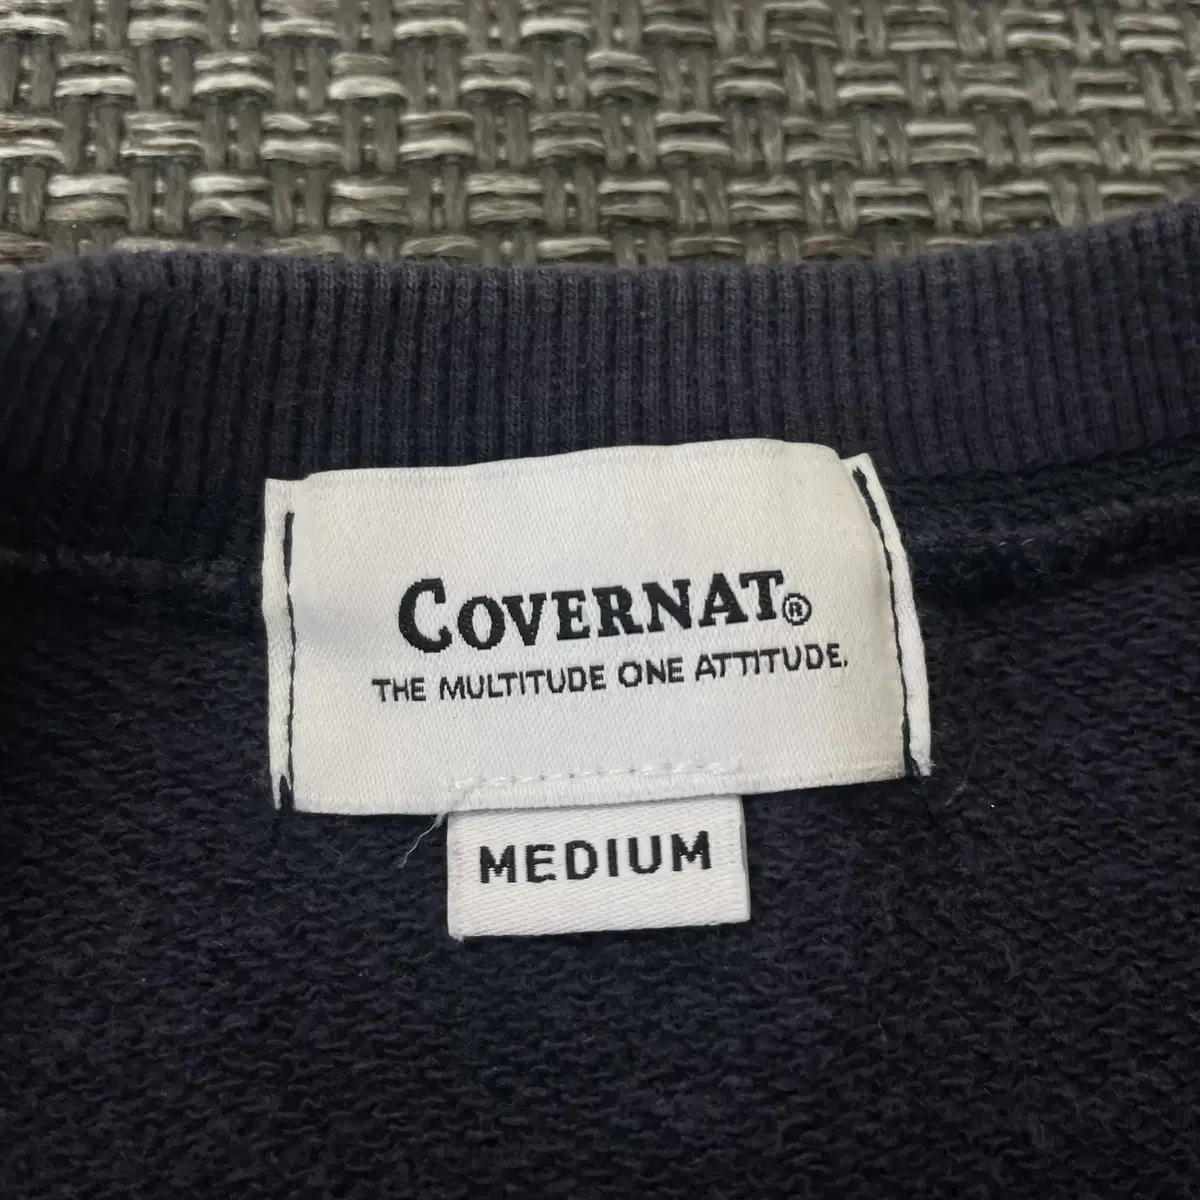 COVERNAT®
THE MULTITUDE ONE ATTITUDE.
MEDIUM